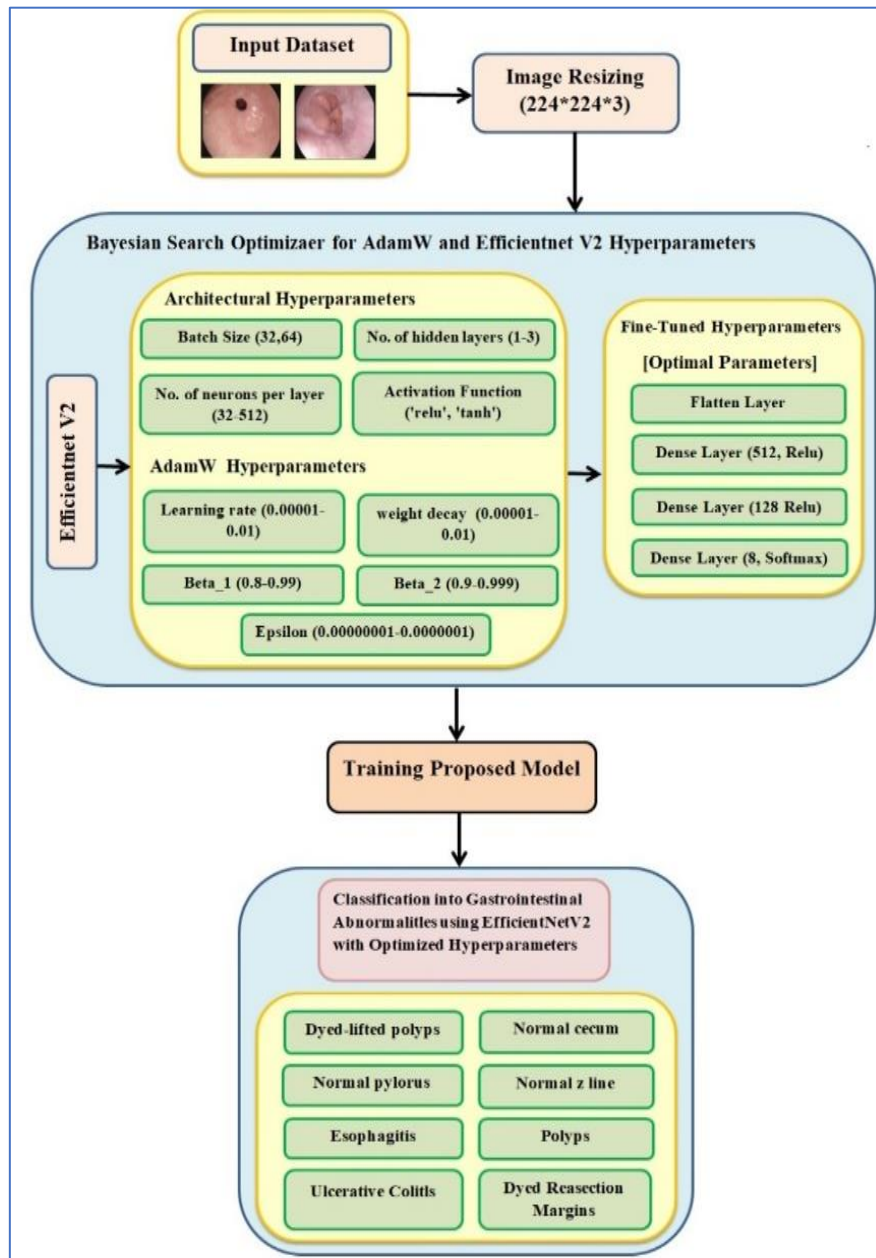 Input Dataset
Image Resizing
(224*224*3)
Bayesian Search Optimizaer for AdamW and Efficientnet V2 Hyperparameters
Efficientnet V2
Architectural Hyperparameters
Batch Size (32,64)
No. of hidden layers (1-3)
No. of neurons per layer
(32-512)
Activation Function
('relu', 'tanh')
AdamW Hyperparameters
Learning rate (0.00001-
0.01)
weight decay (0.00001-
0.01)
Beta_1 (0.8-0.99)
Beta_2 (0.9-0.999)
Epsilon (0.00000001-0.0000001)
Fine-Tuned Hyperparameters
[Optimal Parameters]
Flatten Layer
Dense Layer (512, Relu)
Dense Layer (128 Relu)
Dense Layer (8, Softmax)
Training Proposed Model
Classification into Gastrointestinal
Abnormalitles using EfficientNetV2
with Optimized Hyperparameters
Dyed-lifted polyps
Normal cecum
Normal pylorus
Normal z line
Esophagitis
Polyps
Ulcerative Colitls
Dyed Reasection
Margins